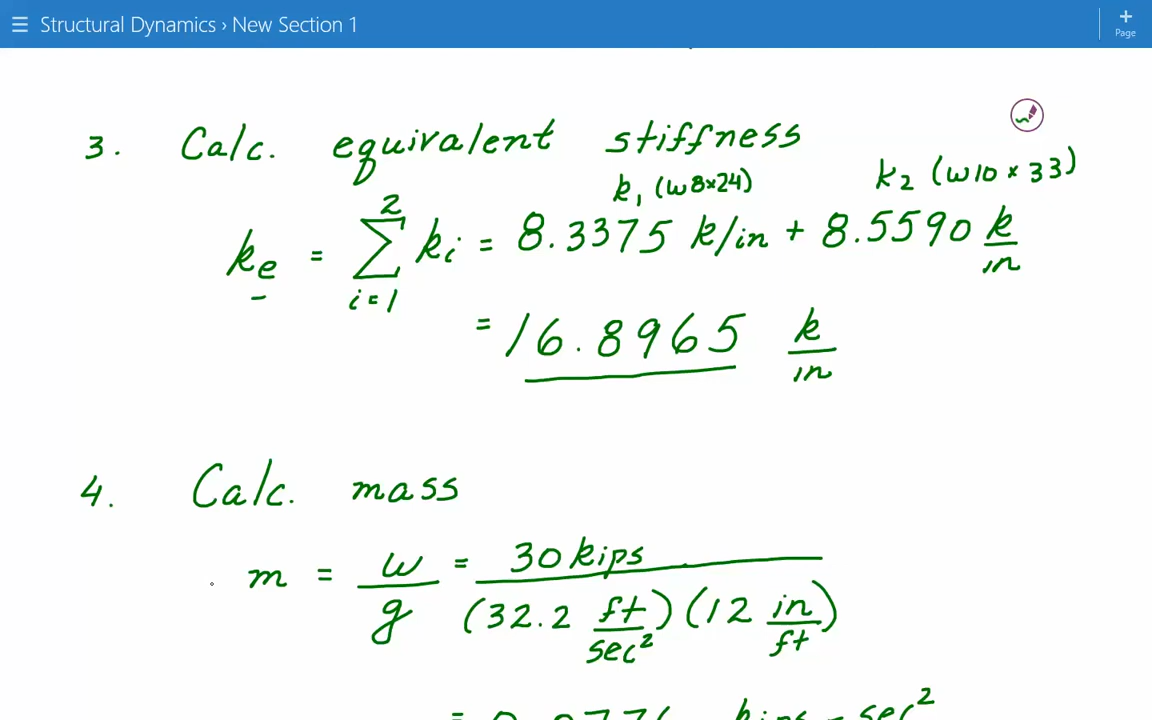 Structural Dynamics › New Section 1
+ Page
3. Calc. equivalent stiffness
k₁ (W8×24) k₂ (W10×33)
kₑ = ∑_{i=1}^{2} kᵢ = 8.3375 k/in + 8.5590 k/in
= 16.8965 k/in
4. Calc. mass
m = w/g = 30 kips / (32.2 ft/sec²)(12 in/ft)